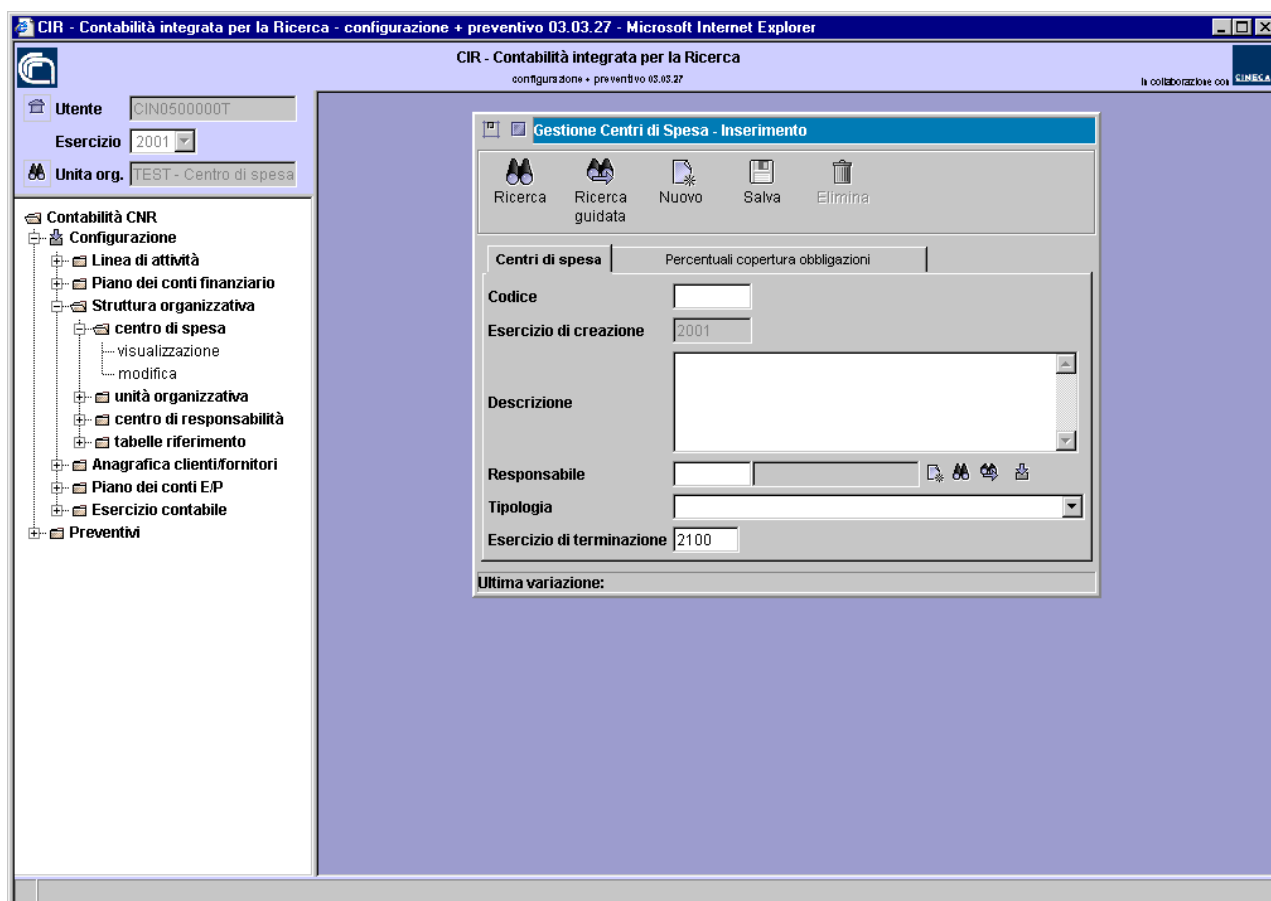 CIR - Contabilità integrata per la Ricerca - configurazione + preventivo 03.03.27 - Microsoft Internet Explorer
CIR - Contabilità integrata per la Ricerca
configurazione + preventivo 03.03.27
In collaborazione con CINECA
Utente CIN0500000T
Esercizio 2001
Unita org. TEST - Centro di spesa
Contabilità CNR
Configurazione
Linea di attività
Piano dei conti finanziario
Struttura organizzativa
centro di spesa
visualizzazione
modifica
unità organizzativa
centro di responsabilità
tabelle riferimento
Anagrafica clienti/fornitori
Piano dei conti E/P
Esercizio contabile
Preventivi
Gestione Centri di Spesa - Inserimento
Ricerca Ricerca guidata Nuovo Salva Elimina
Centri di spesa Percentuali copertura obbligazioni
Codice
Esercizio di creazione 2001
Descrizione
Responsabile
Tipologia
Esercizio di terminazione 2100
Ultima variazione: